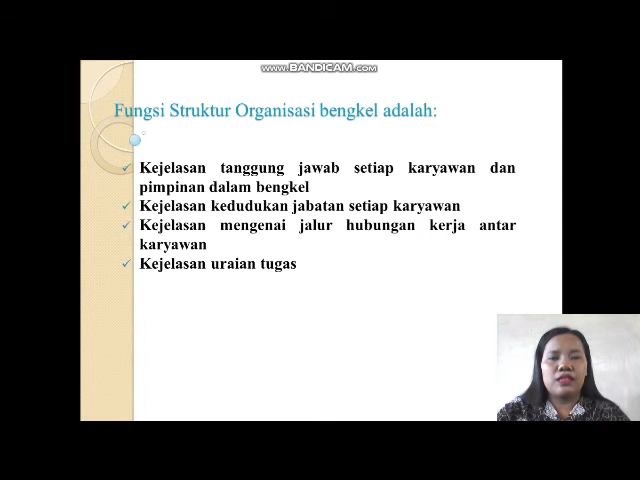 www.BANDICAM.com
Fungsi Struktur Organisasi bengkel adalah:
Kejelasan tanggung jawab setiap karyawan dan
pimpinan dalam bengkel
Kejelasan kedudukan jabatan setiap karyawan
Kejelasan mengenai jalur hubungan kerja antar
karyawan
Kejelasan uraian tugas